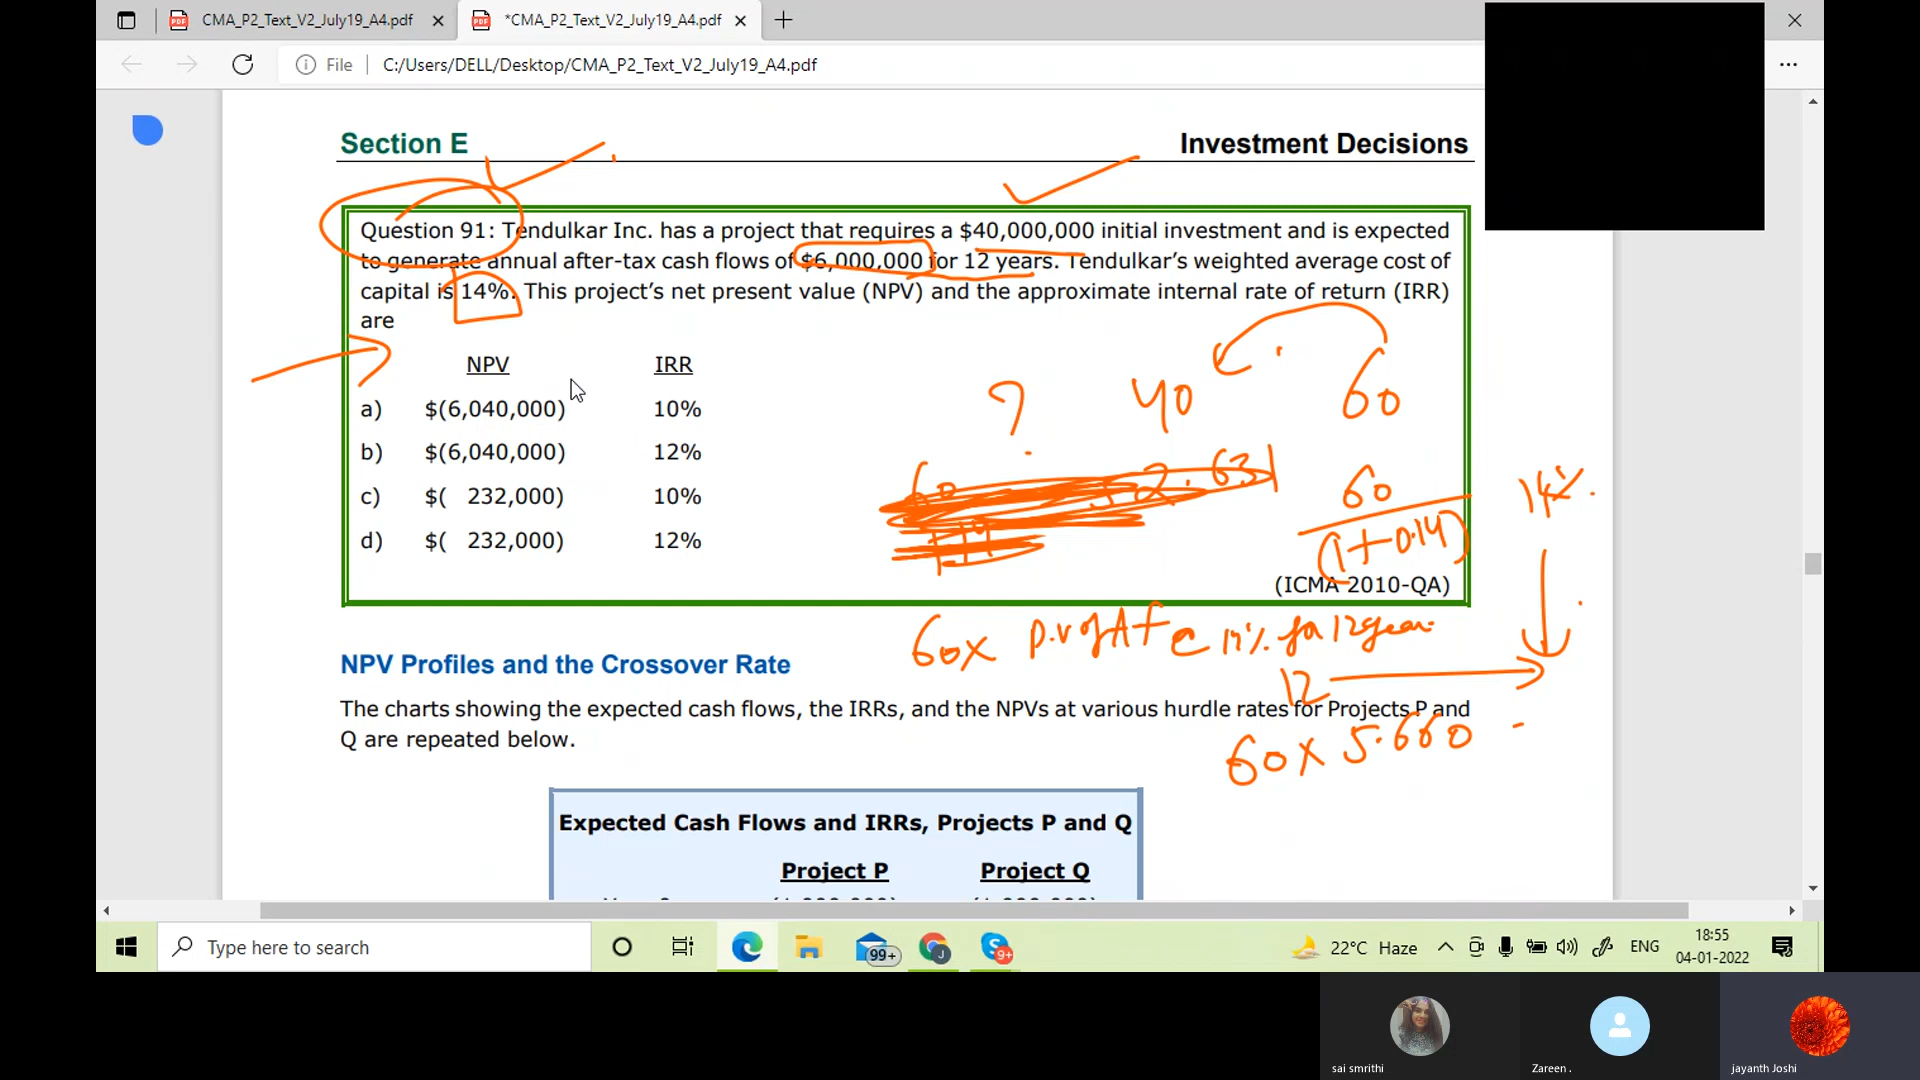 CMA_P2_Text_V2_July19_A4.pdf
*CMA_P2_Text_V2_July19_A4.pdf
File
C:/Users/DELL/Desktop/CMA_P2_Text_V2_July19_A4.pdf
Section E
Investment Decisions
Question 91: Tendulkar Inc. has a project that requires a $40,000,000 initial investment and is expected
to generate annual after-tax cash flows of $6,000,000 for 12 years. Tendulkar's weighted average cost of
capital is 14%. This project's net present value (NPV) and the approximate internal rate of return (IRR)
are
NPV IRR
a) $(6,040,000) 10%
b) $(6,040,000) 12%
c) $( 232,000) 10%
d) $( 232,000) 12%
? 40 60
60
(1+0.14)
14%.
(ICMA 2010-QA)
60x P.V of AF @ 14% for 12 years
12
60 x 5.660
NPV Profiles and the Crossover Rate
The charts showing the expected cash flows, the IRRs, and the NPVs at various hurdle rates for Projects P and
Q are repeated below.
Expected Cash Flows and IRRs, Projects P and Q
Project P Project Q
Type here to search
99+
9+
22°C Haze
ENG
18:55
04-01-2022
sai smrithi
Zareen .
jayanth Joshi